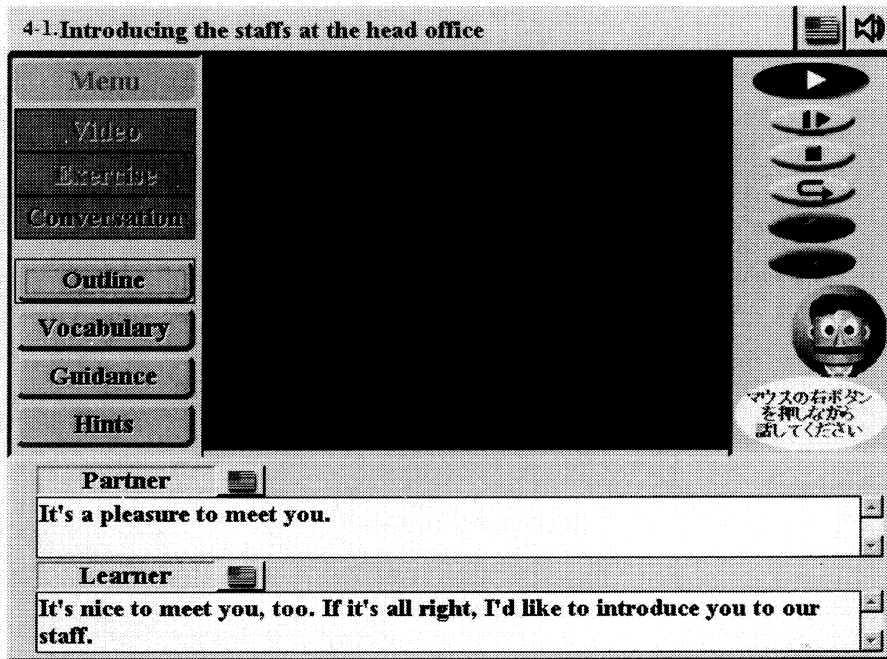 4-1.Introducing the staffs at the head office
Menu
Video
Exercise
Conversation
Outline
Vocabulary
Guidance
Hints
マウスの右ボタン
を押しながら
話してください
Partner
It's a pleasure to meet you.
Learner
It's nice to meet you, too. If it's all right, I'd like to introduce you to our
staff.